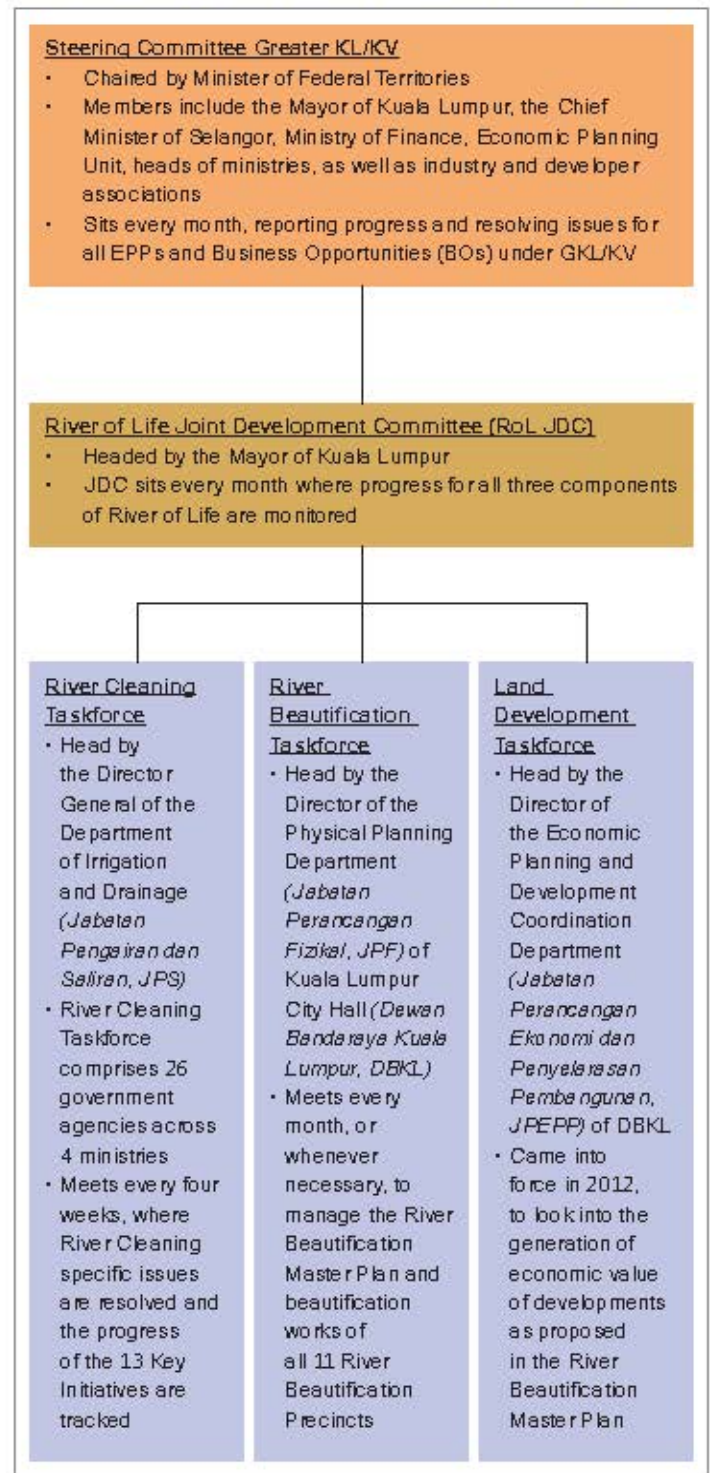 Steering Committee Greater KL/KV
• Chaired by Minister of Federal Territories
• Members include the Mayor of Kuala Lumpur, the Chief
Minister of Selangor, Ministry of Finance, Economic Planning
Unit, heads of ministries, as well as industry and developer
associations
• Sits every month, reporting progress and resolving issues for
all EPPs and Business Opportunities (BOs) under GKL/KV
River of Life Joint Development Committee (RoL JDC)
• Headed by the Mayor of Kuala Lumpur
• JDC sits every month where progress for all three components
of River of Life are monitored
River Cleaning
Taskforce
• Head by
the Director
General of the
Department
of Irrigation
and Drainage
(Jabatan
Pengairan dan
Saliran, JPS)
• River Cleaning
Taskforce
comprises 26
government
agencies across
4 ministries
• Meets every four
weeks, where
River Cleaning
specific issues
are resolved and
the progress
of the 13 Key
Initiatives are
tracked
River
Beautification
Taskforce
• Head by the
Director of the
Physical Planning
Department
(Jabatan
Perancangan
Fizikal, JPF) of
Kuala Lumpur
City Hall (Dewan
Bandaraya Kuala
Lumpur, DBKL)
• Meets every
month, or
whenever
necessary, to
manage the River
Beautification
Master Plan and
beautification
works of
all 11 River
Beautification
Precincts
Land
Development
Taskforce
• Head by the
Director of
the Economic
Planning and
Development
Coordination
Department
(Jabatan
Perancangan
Ekonomi dan
Penyelarasan
Pembangunan,
JPEPP) of DBKL
• Came into
force in 2012,
to look into the
generation of
economic value
of developments
as proposed
in the River
Beautification
Master Plan